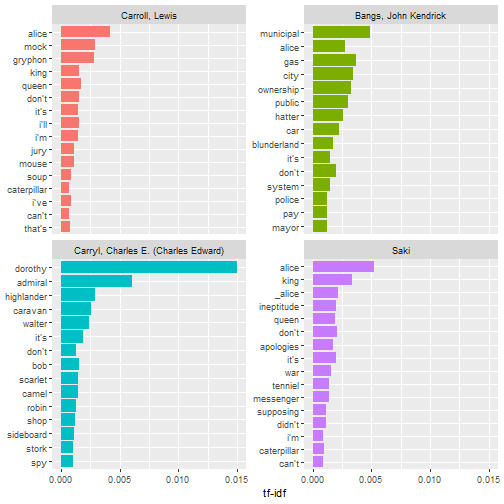 Carroll, Lewis
alice
mock
gryphon
king
queen
don't
it's
i'll
i'm
jury
mouse
soup
caterpillar
i've
can't
that's
Bangs, John Kendrick
municipal
alice
gas
city
ownership
public
hatter
car
blunderland
it's
don't
system
police
pay
mayor
Carryl, Charles E. (Charles Edward)
dorothy
admiral
highlander
caravan
walter
it's
don't
bob
scarlet
camel
robin
shop
sideboard
stork
spy
0.000 0.005 0.010 0.015
Saki
alice
king
_alice
ineptitude
queen
don't
apologies
it's
war
tenniel
messenger
supposing
didn't
i'm
caterpillar
can't
0.000 0.005 0.010 0.015
tf-idf